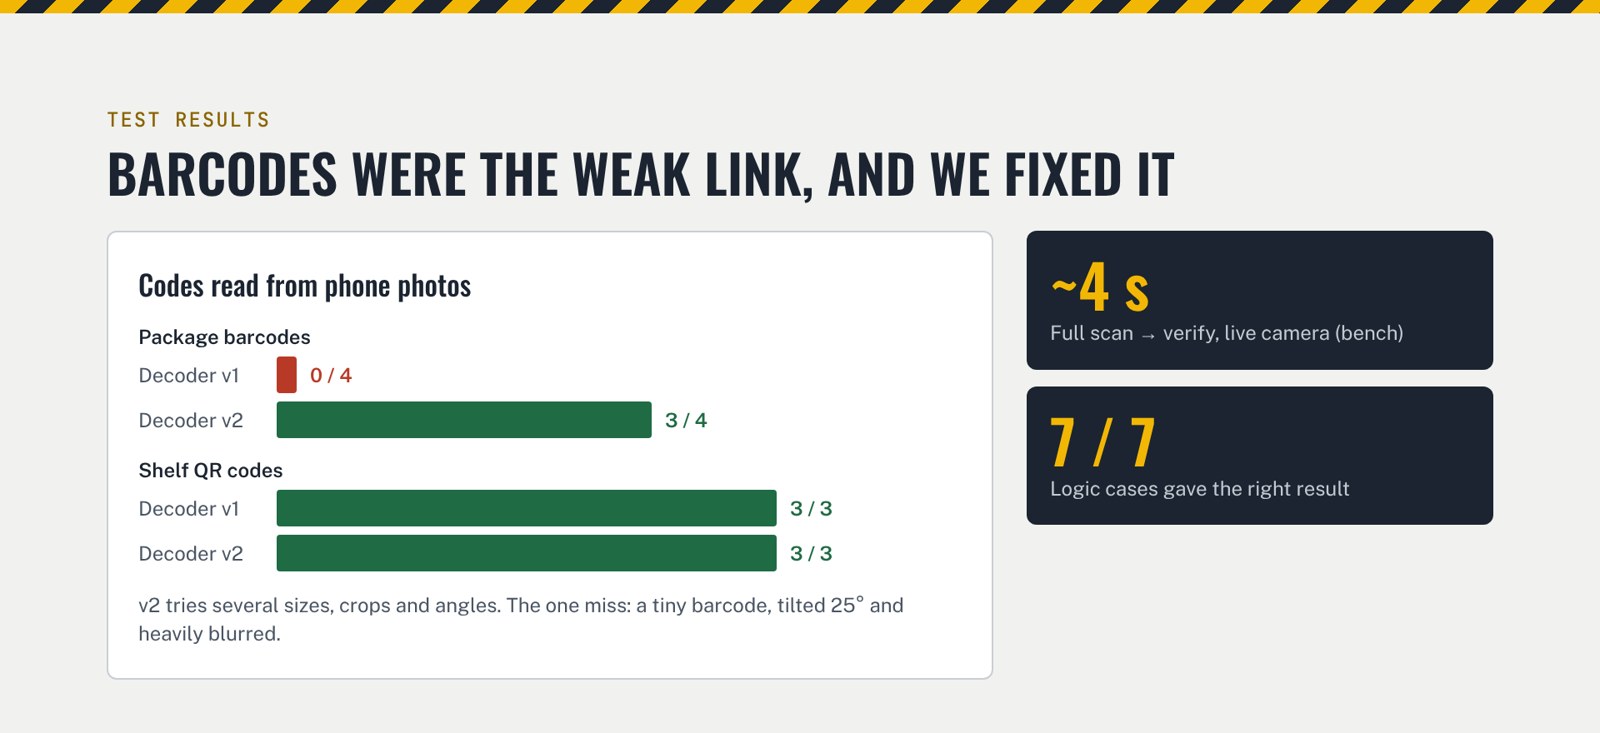 TEST RESULTS
BARCODES WERE THE WEAK LINK, AND WE FIXED IT
Codes read from phone photos
Package barcodes
Decoder v1 0 / 4
Decoder v2 3 / 4
Shelf QR codes
Decoder v1 3 / 3
Decoder v2 3 / 3
v2 tries several sizes, crops and angles. The one miss: a tiny barcode, tilted 25° and
heavily blurred.
~4 s
Full scan → verify, live camera (bench)
7 / 7
Logic cases gave the right result